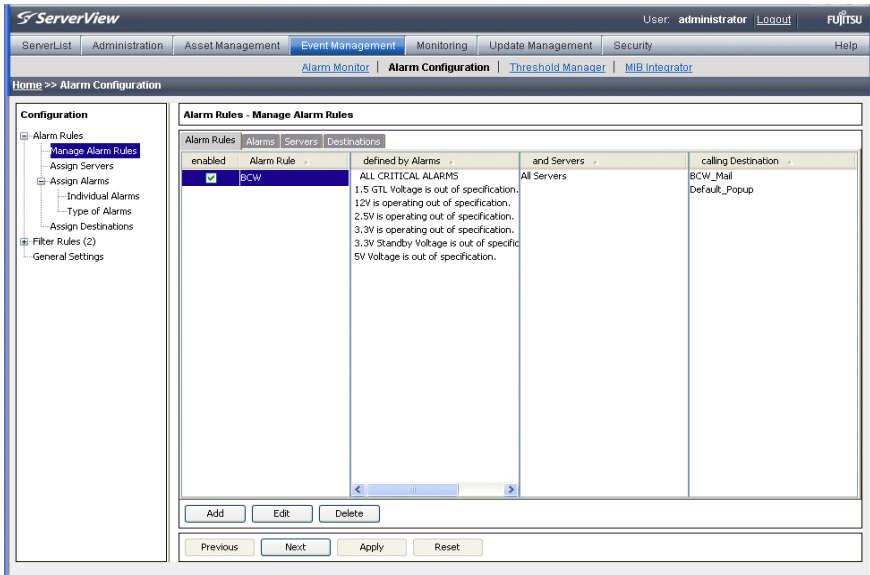 ServerView User: administrator Logout FUJITSU
ServerList Administration Asset Management Event Management Monitoring Update Management Security Help
Alarm Monitor | Alarm Configuration | Threshold Manager | MIB Integrator
Home >> Alarm Configuration
Configuration
Alarm Rules
Manage Alarm Rules
Assign Servers
Assign Alarms
Individual Alarms
Type of Alarms
Assign Destinations
Filter Rules (2)
General Settings
Alarm Rules - Manage Alarm Rules
Alarm Rules Alarms Servers Destinations
enabled Alarm Rule defined by Alarms and Servers calling Destination
BCW ALL CRITICAL ALARMS All Servers BCW_Mail
1.5 GTL Voltage is out of specification. Default_Popup
12V is operating out of specification.
2.5V is operating out of specification.
3.3V is operating out of specification.
3.3V Standby Voltage is out of specific
5V Voltage is out of specification.
Add Edit Delete
Previous Next Apply Reset